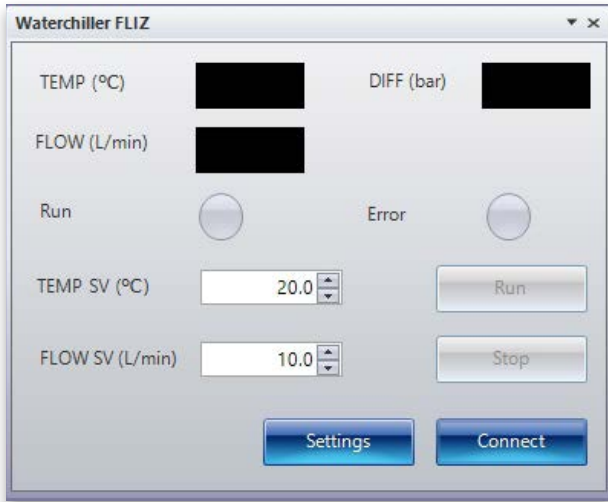 Waterchiller FLIZ
TEMP (ºC) DIFF (bar)
FLOW (L/min)
Run Error
TEMP SV (ºC) 20.0 Run
FLOW SV (L/min) 10.0 Stop
Settings Connect